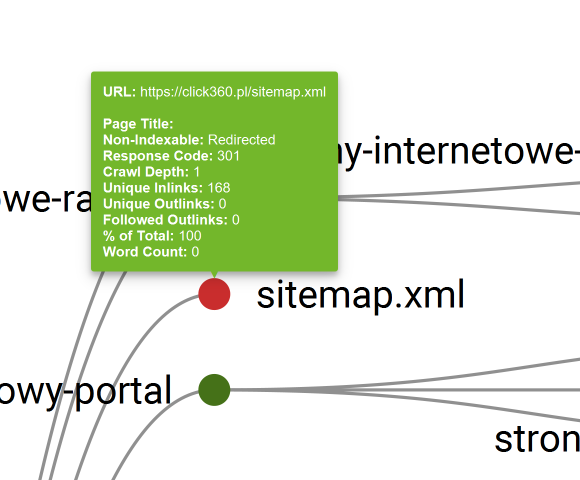 URL: https://click360.pl/sitemap.xml
Page Title:
Non-Indexable: Redirected
Response Code: 301
Crawl Depth: 1
Unique Inlinks: 168
Unique Outlinks: 0
Followed Outlinks: 0
% of Total: 100
Word Count: 0
ny-internetowe-
owe-ra
sitemap.xml
owy-portal
stron